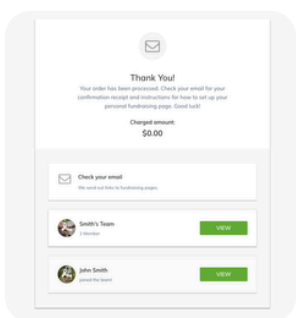 Thank You!
Your order has been processed. Check your email for your
confirmation receipt and instructions for how to set up your
personal fundraising page. Good luck!
Charged amount:
$0.00
Check your email
We send out links to fundraising pages.
Smith's Team
1 Member
VIEW
John Smith
joined the team!
VIEW